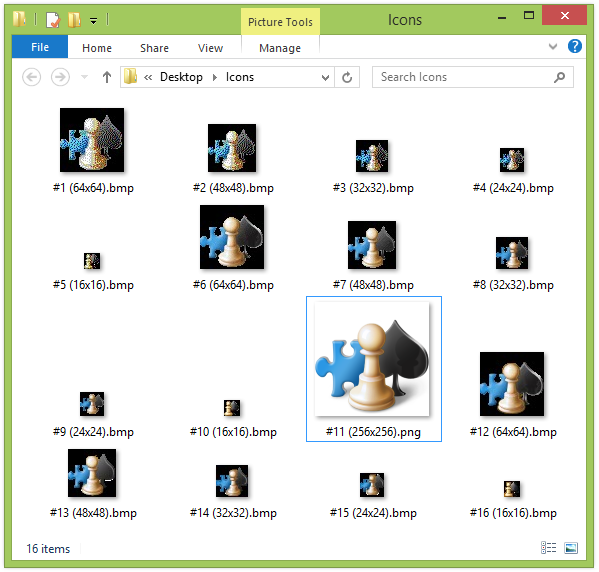 Picture Tools
Icons
File
Home
Share
View
Manage
?
«
Desktop
Icons
Search Icons
#1 (64x64).bmp
#2 (48x48).bmp
#3 (32x32).bmp
#4 (24x24).bmp
#5 (16x16).bmp
#6 (64x64).bmp
#7 (48x48).bmp
#8 (32x32).bmp
#9 (24x24).bmp
#10 (16x16).bmp
#11 (256x256).png
#12 (64x64).bmp
#13 (48x48).bmp
#14 (32x32).bmp
#15 (24x24).bmp
#16 (16x16).bmp
16 items